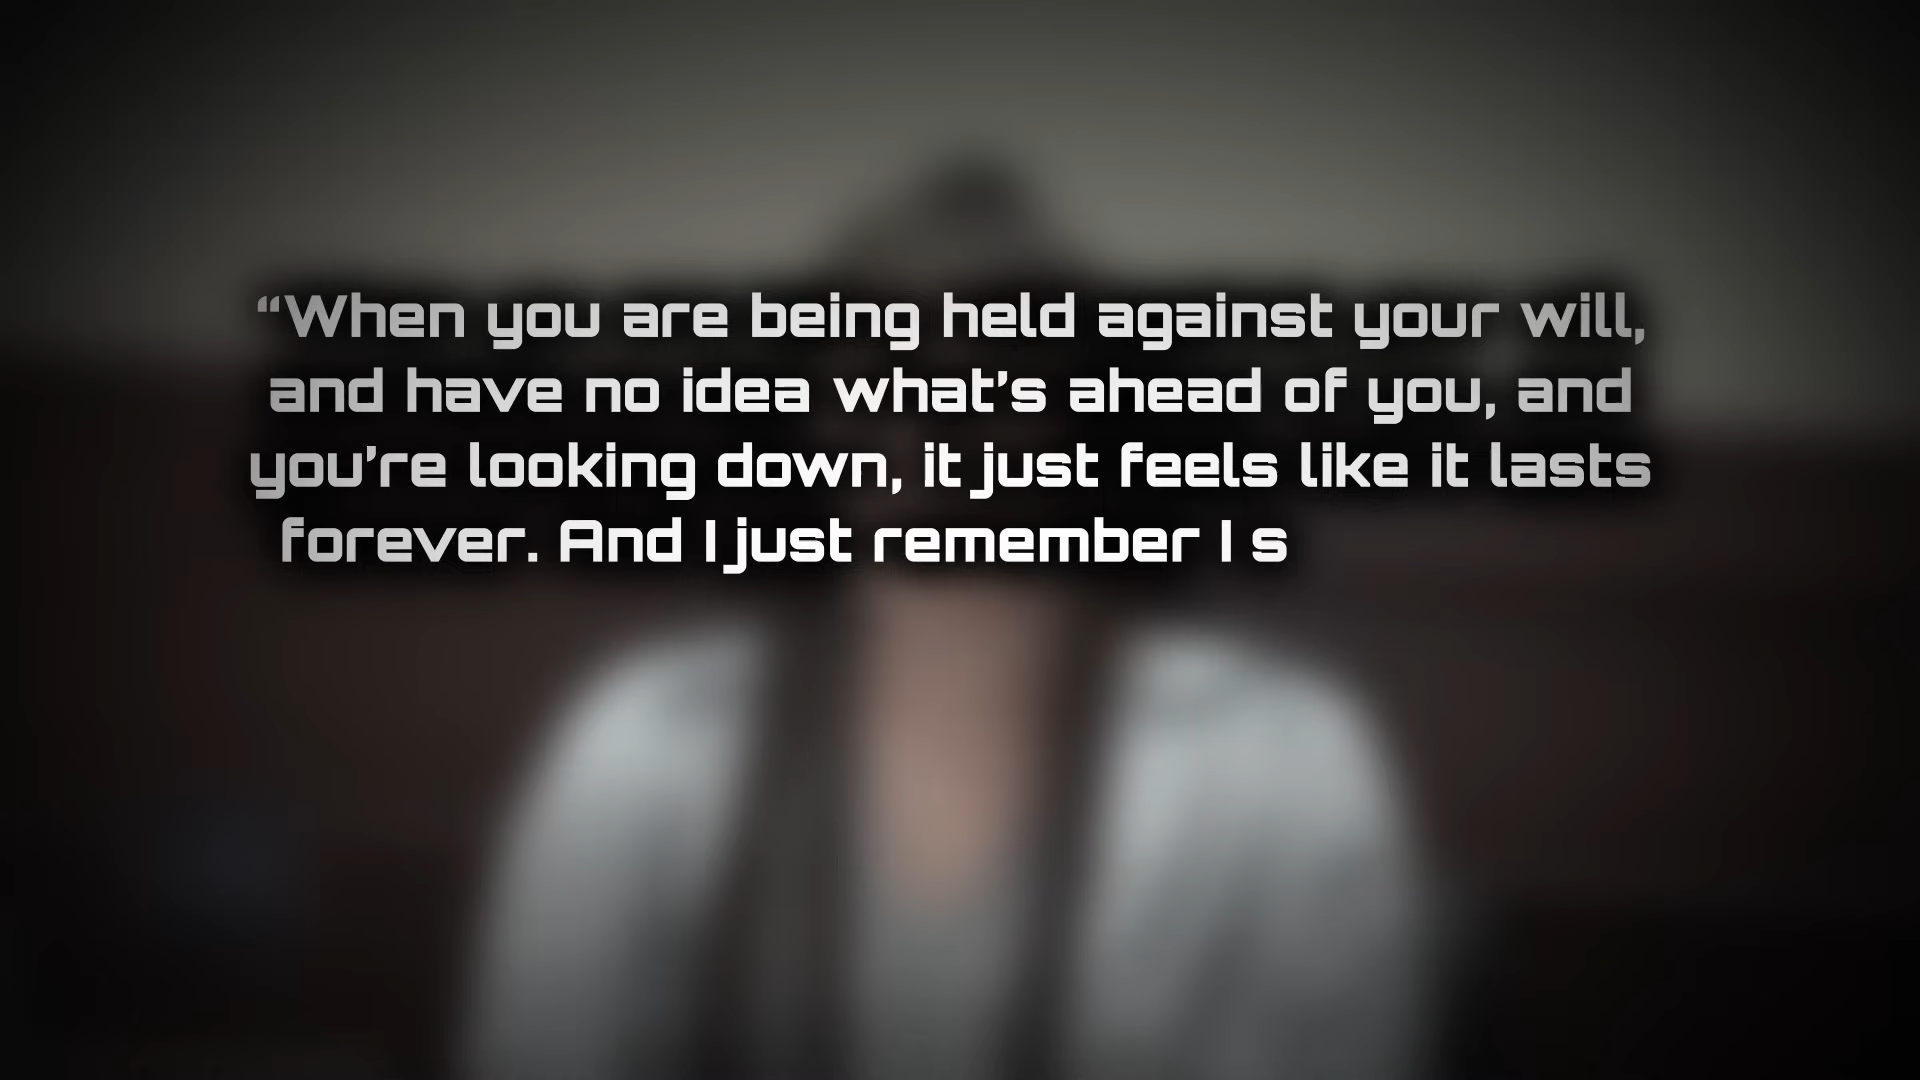 “When you are being held against your will,
and have no idea what’s ahead of you, and
you’re looking down, it just feels like it lasts
forever. And I just remember I s